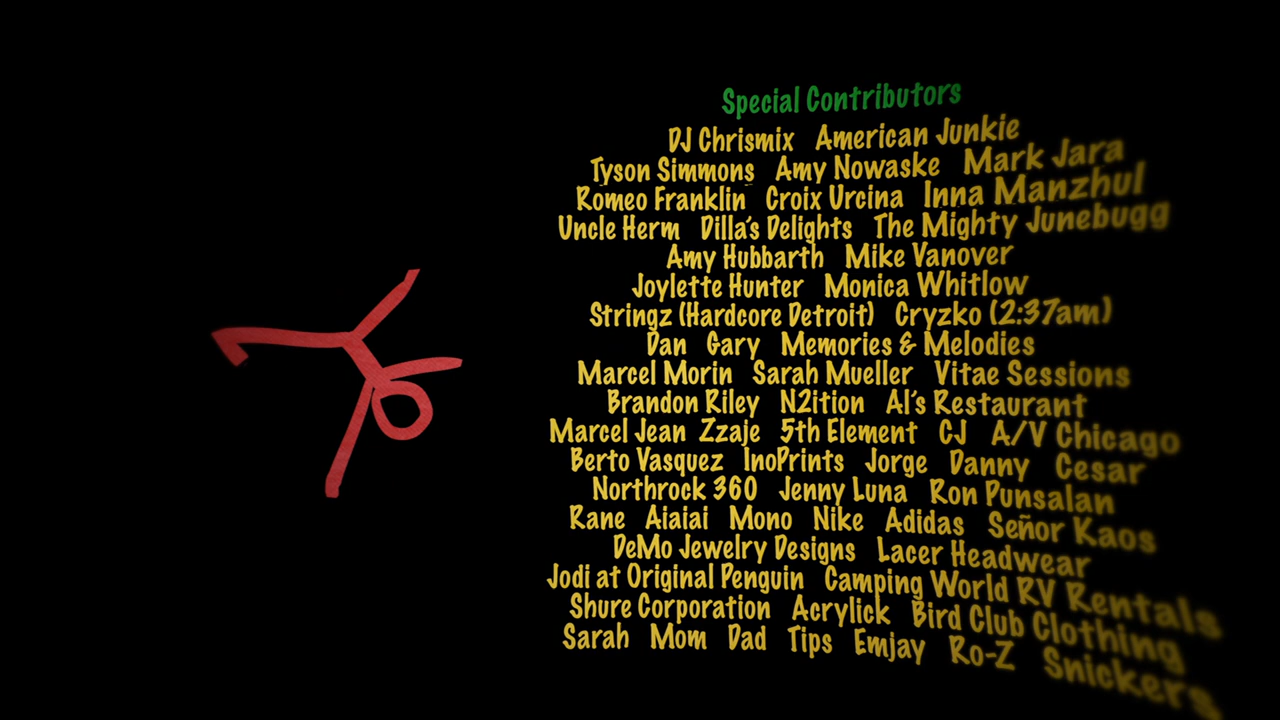 Special Contributors
DJ Chrismix American Junkie
Tyson Simmons Amy Nowaske Mark Jara
Romeo Franklin Croix Urcina Inna Manzhul
Uncle Herm Dilla's Delights The Mighty Junebugg
Amy Hubbarth Mike Vanover
Joylette Hunter Monica Whitlow
Stringz (Hardcore Detroit) Cryzko (2:37am)
Dan Gary Memories & Melodies
Marcel Morin Sarah Mueller Vitae Sessions
Brandon Riley N2ition Al's Restaurant
Marcel Jean Zzaje 5th Element CJ A/V Chicago
Berto Vasquez InoPrints Jorge Danny Cesar
Northrock 360 Jenny Luna Ron Punsalan
Rane Aiaiai Mono Nike Adidas Señor Kaos
DeMo Jewelry Designs Lacer Headwear
Jodi at Original Penguin Camping World RV Rentals
Shure Corporation Acrylick Bird Club Clothing
Sarah Mom Dad Tips Emjay Ro-Z Snickers